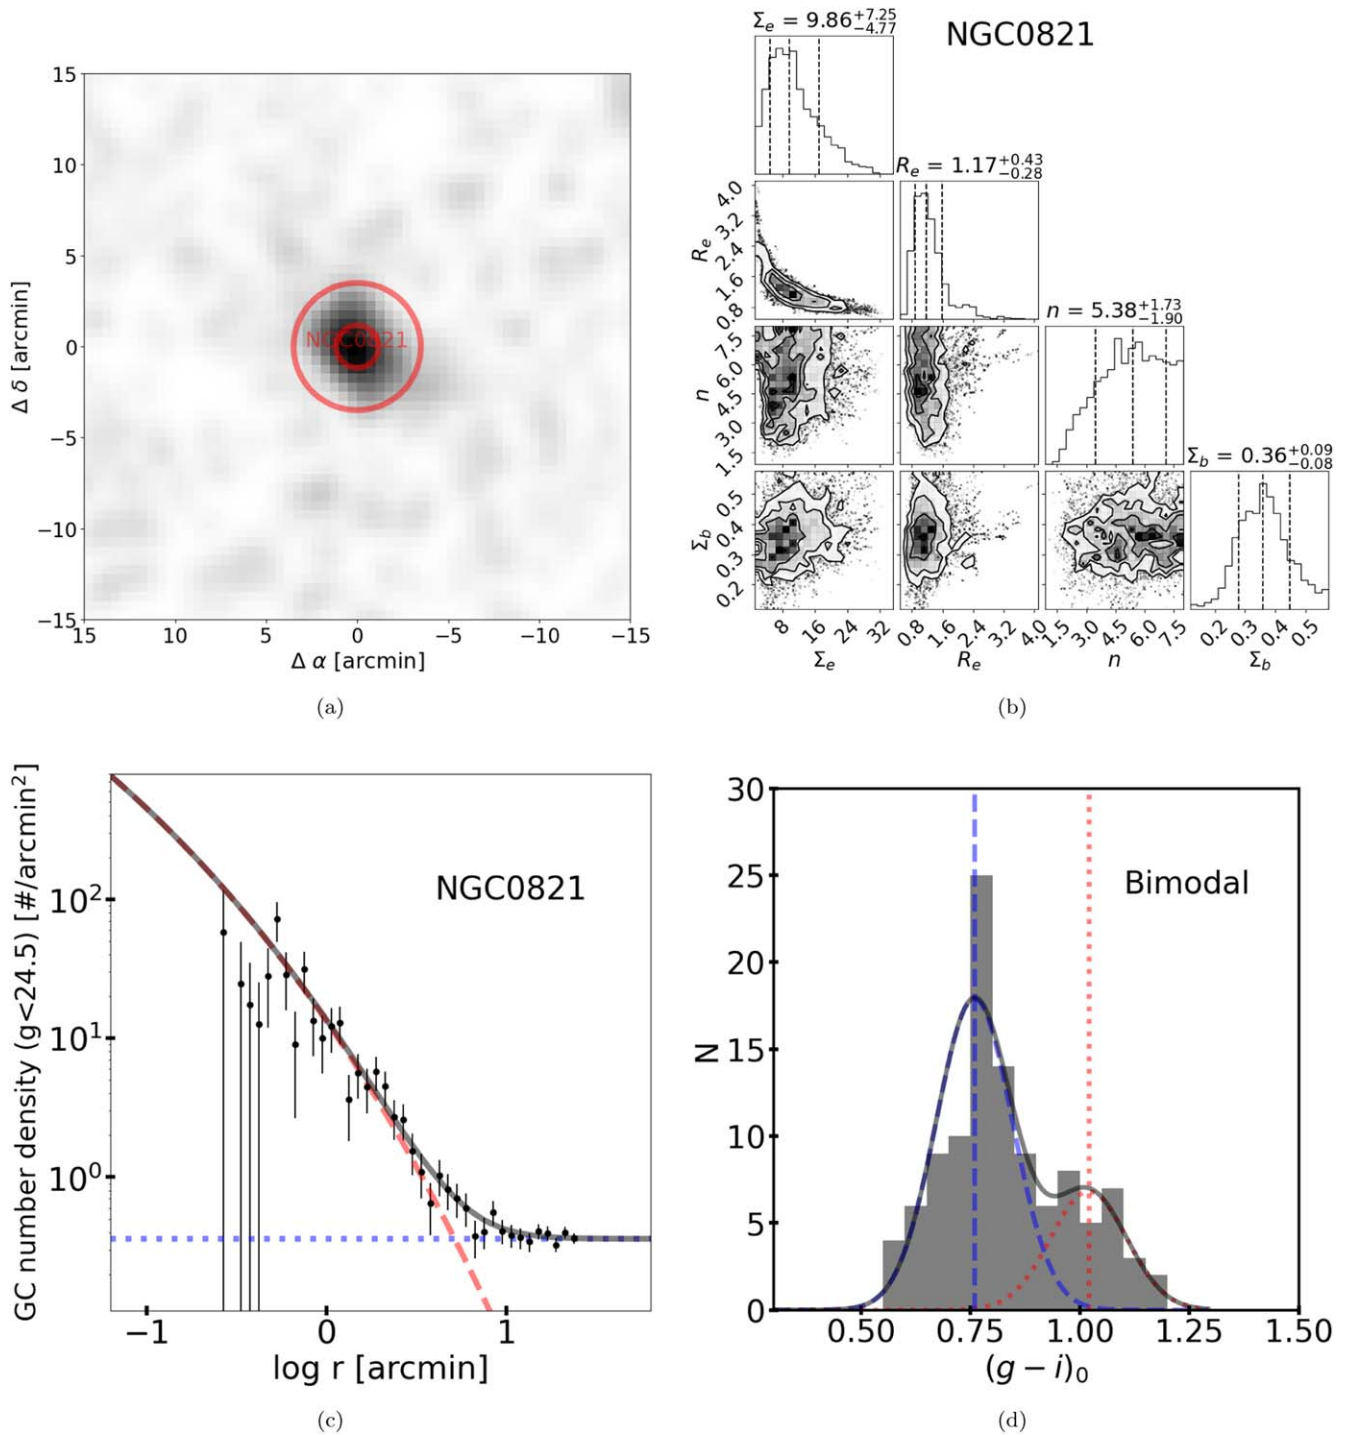 Σe = 9.86+7.25−4.77
NGC0821
15
10
5
0
−5
−10
−15
Δ δ [arcmin]
NGC0821
15 10 5 0 −5 −10 −15
Δ α [arcmin]
Re = 1.17+0.43−0.28
4.0
3.2
2.4
1.6
0.8
Re
n = 5.38+1.73−1.90
7.5
6.0
4.5
3.0
1.5
n
Σb = 0.36+0.09−0.08
0.5
0.4
0.3
0.2
Σb
8 16 24 32
Σe
0.8 1.6 2.4 3.2 4.0
Re
1.5 3.0 4.5 6.0 7.5
n
0.2 0.3 0.4 0.5
Σb
(a)
(b)
GC number density (g<24.5) [#/arcmin²]
10²
10¹
10⁰
NGC0821
−1 0 1
log r [arcmin]
(c)
30
25
20
15
10
5
0
N
Bimodal
0.50 0.75 1.00 1.25 1.50
(g − i)₀
(d)